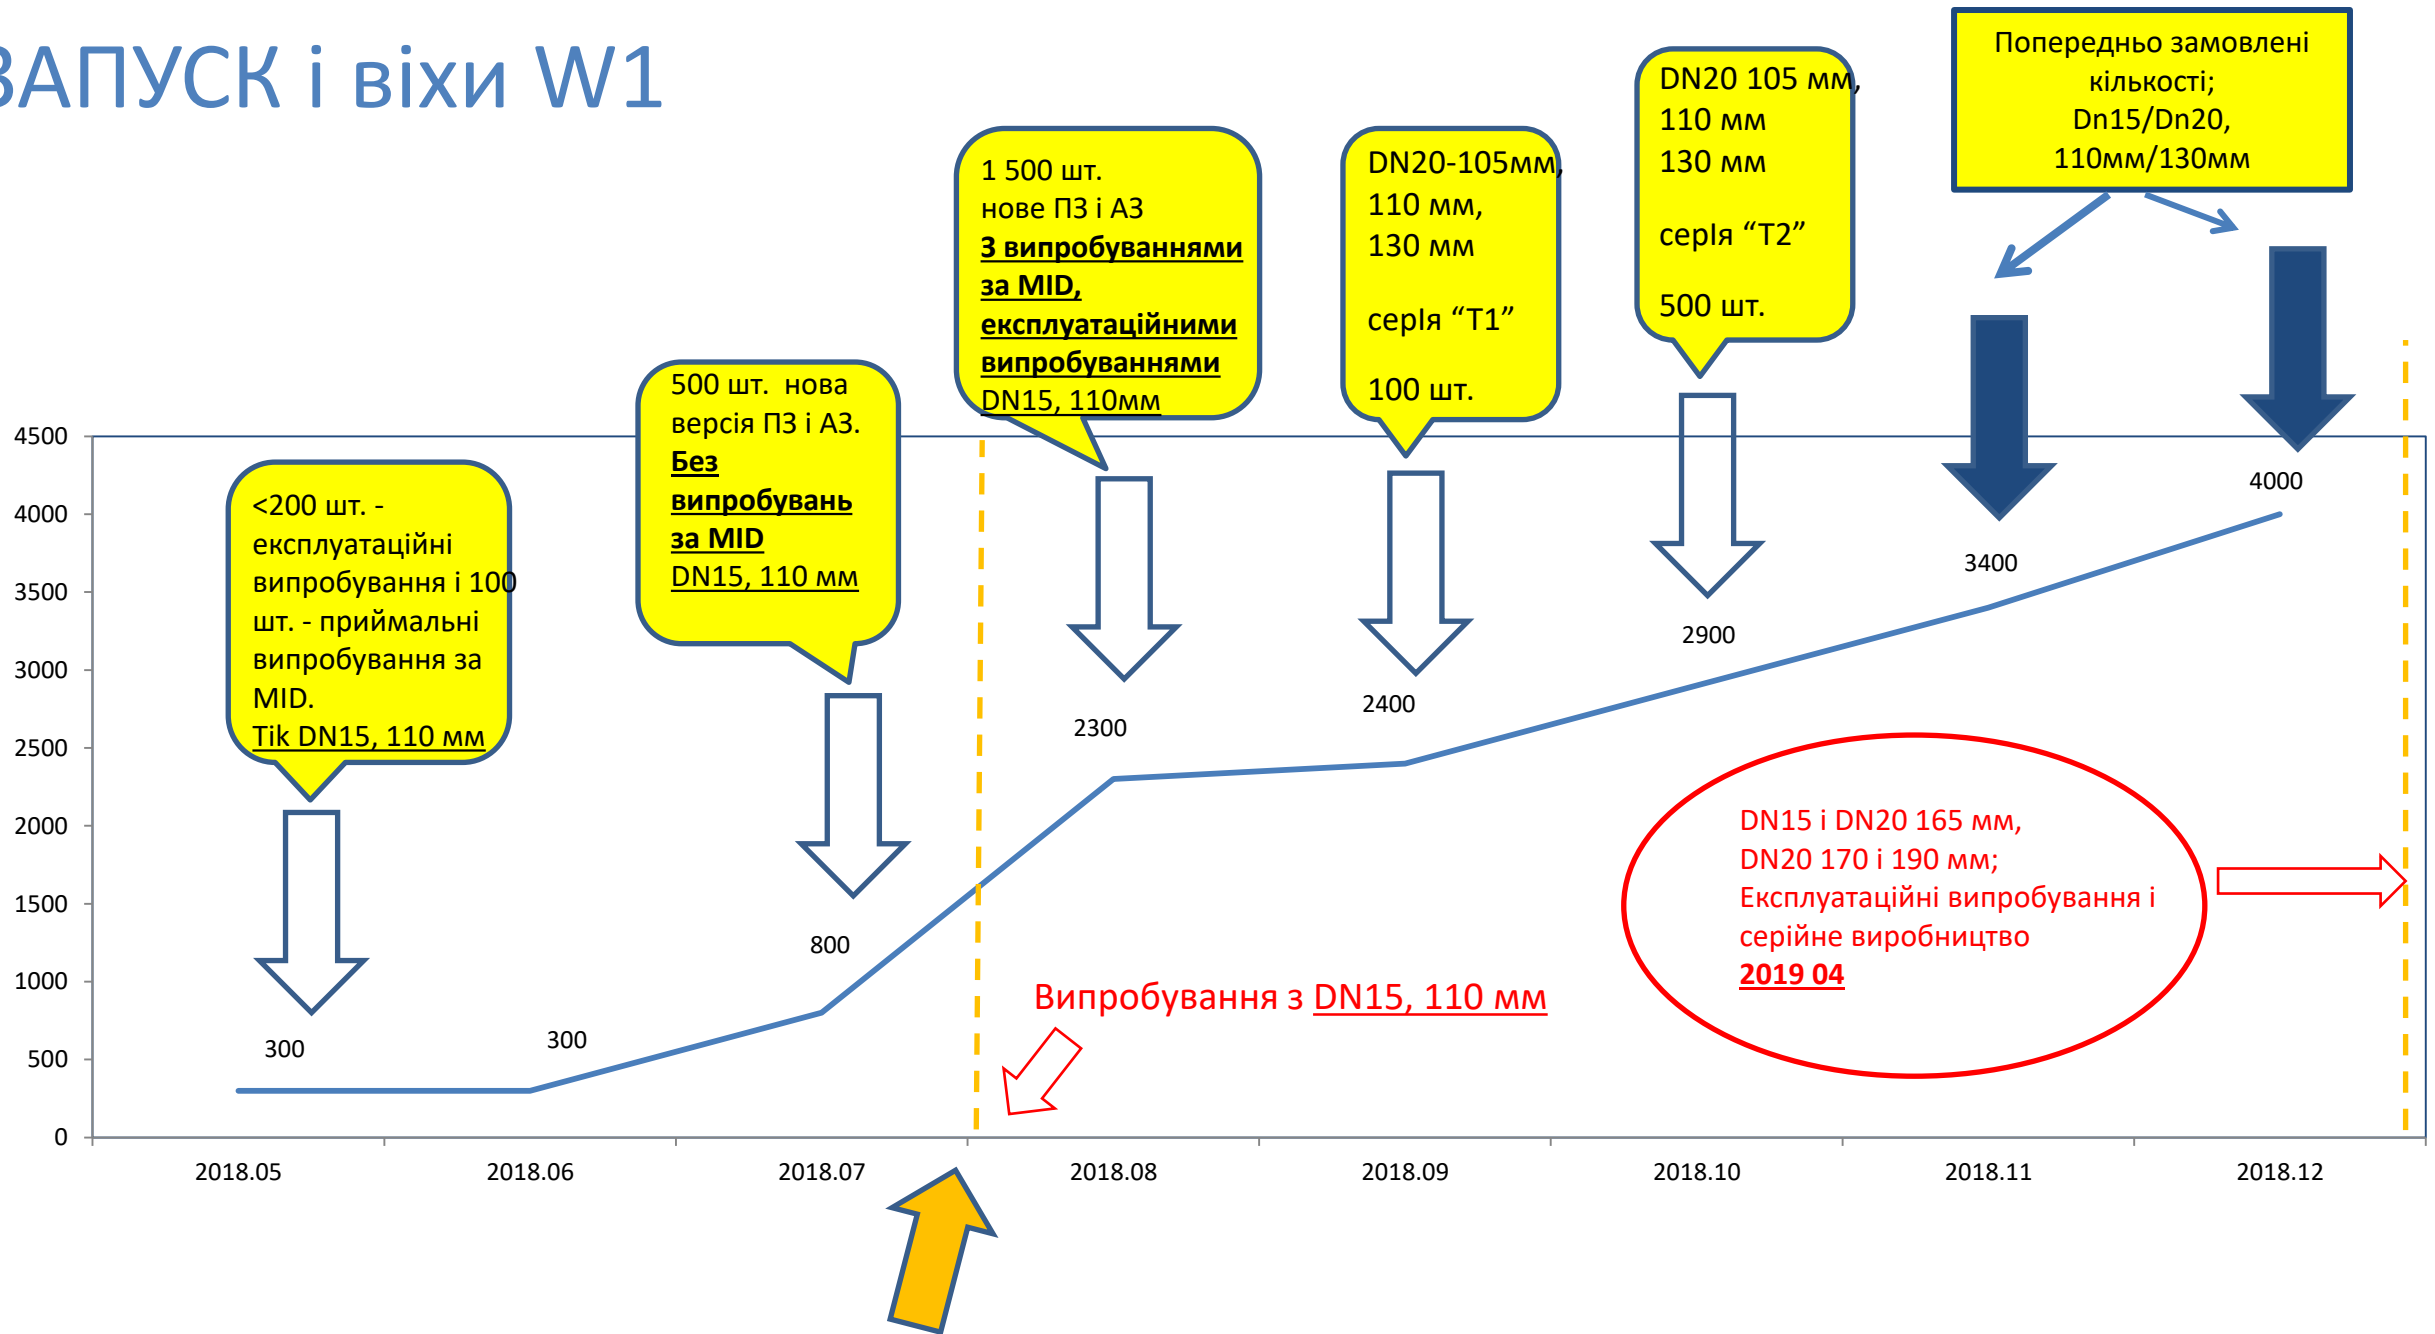 ЗАПУСК і віхи W1
Попередньо замовлені
кількості;
Dn15/Dn20,
110мм/130мм
DN20 105 мм,
110 мм
130 мм
серІя “T2”
500 шт.
DN20-105мм,
110 мм,
130 мм
серІя “T1”
100 шт.
1 500 шт.
нове ПЗ і АЗ
З випробуваннями
за MID,
експлуатаційними
випробуваннями
DN15, 110мм
500 шт. нова
версія ПЗ і АЗ.
Без
випробувань
за MID
DN15, 110 мм
<200 шт. -
експлуатаційні
випробування і 100
шт. - приймальні
випробування за
MID.
Tik DN15, 110 мм
4500
4000
3500
3000
2500
2000
1500
1000
500
0
300
300
800
2300
2400
2900
3400
4000
DN15 і DN20 165 мм,
DN20 170 і 190 мм;
Експлуатаційні випробування і
серійне виробництво
2019 04
Випробування з DN15, 110 мм
2018.05
2018.06
2018.07
2018.08
2018.09
2018.10
2018.11
2018.12